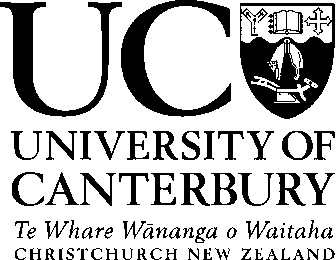 UC
UNIVERSITY OF
CANTERBURY
Te Whare Wānanga o Waitaha
CHRISTCHURCH NEW ZEALAND